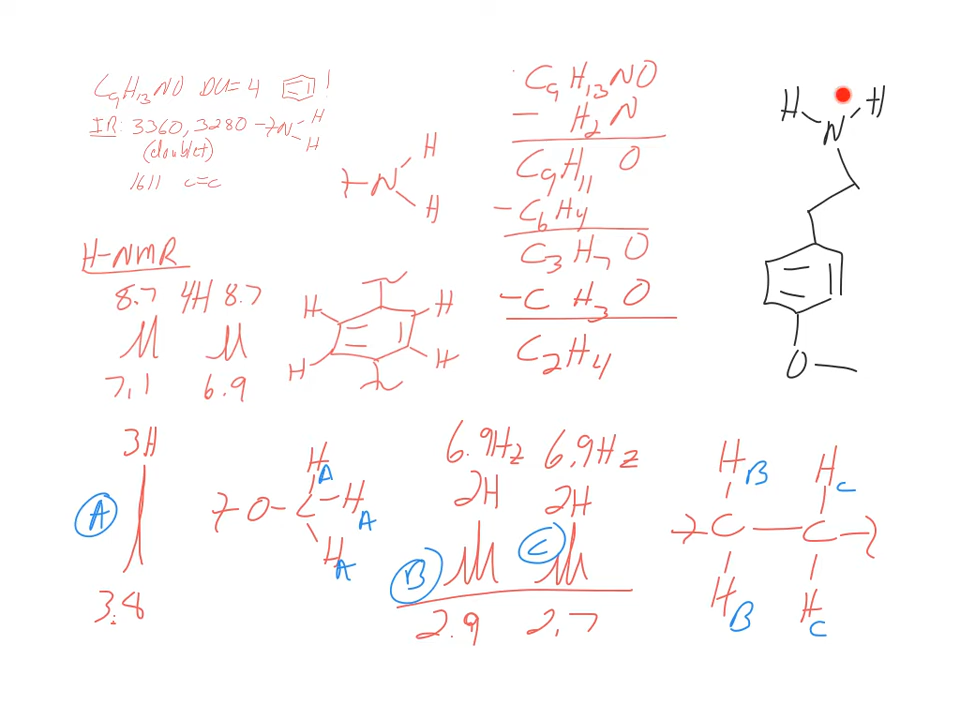 C9H13NO DU=4 !
IR: 3360, 3280 - N H H
(doublet)
1611 C=C
N H H
C9H13NO
- H2N
C9H11 O
- C6H4
C3H7 O
- C H3 O
C2H4
H N H
O
H-NMR
8.7 4H 8.7
7.1 6.9
H H
H H
3H
A
3.8
O-C HA HA HA
6.9Hz 6.9Hz
2H 2H
B C
2.9 2.7
HB HC
C C
HB HC